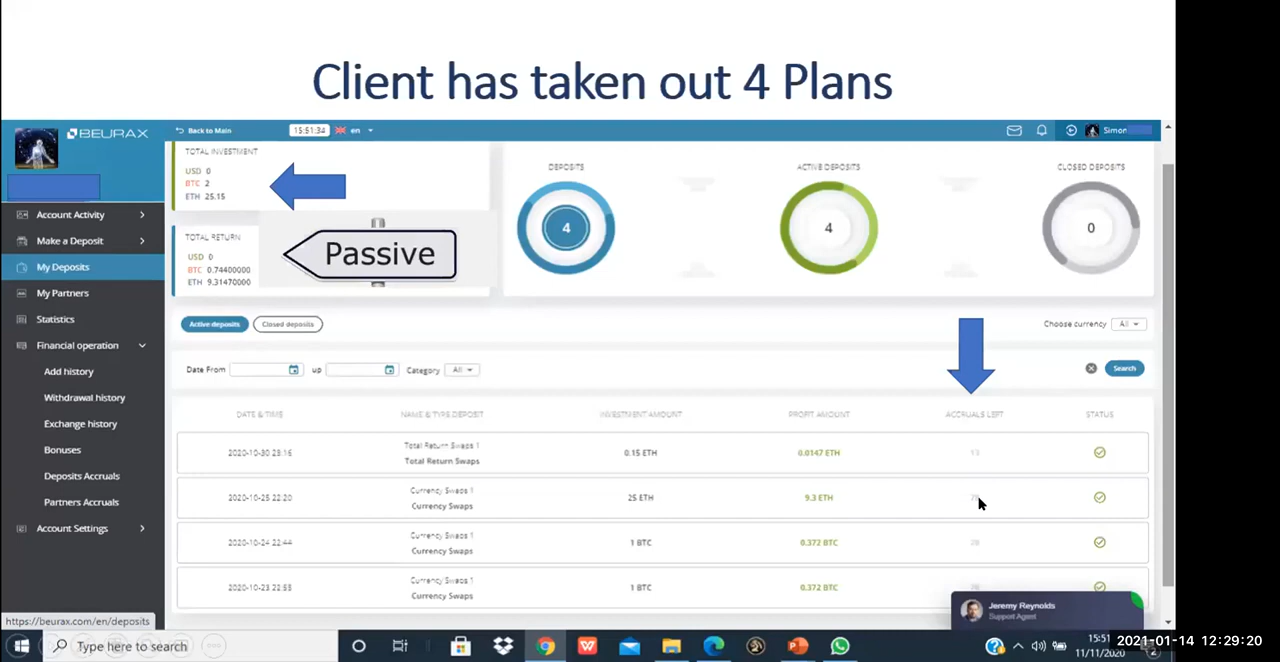 Client has taken out 4 Plans
BEURAX
Back to Main
15:51:34
en
Simon
TOTAL INVESTMENT
USD 0
BTC 2
ETH 25.15
TOTAL RETURN
USD 0
BTC 0.74400000
ETH 9.31470000
Passive
DEPOSITS
4
ACTIVE DEPOSITS
4
CLOSED DEPOSITS
0
Account Activity
Make a Deposit
My Deposits
My Partners
Statistics
Financial operation
Add history
Withdrawal history
Exchange history
Bonuses
Deposits Accruals
Partners Accruals
Account Settings
Active deposits
Closed deposits
Choose currency
All
Date From
up
Category
All
Search
DATE & TIME NAME & TYPE DEPOSIT INVESTMENT AMOUNT PROFIT AMOUNT ACCRUALS LEFT STATUS
2020-10-30 23:16 Total Return Swaps 1 0.15 ETH 0.0147 ETH 13
Total Return Swaps
2020-10-25 22:20 Currency Swaps 1 25 ETH 9.3 ETH
Currency Swaps
2020-10-24 22:44 Currency Swaps 1 1 BTC 0.372 BTC
Currency Swaps
2020-10-23 22:55 Currency Swaps 1 1 BTC 0.372 BTC
Currency Swaps
Jeremy Reynolds
Support Agent
https://beurax.com/en/deposits
Type here to search
15:51
11/11/2020
2021-01-14 12:29:20